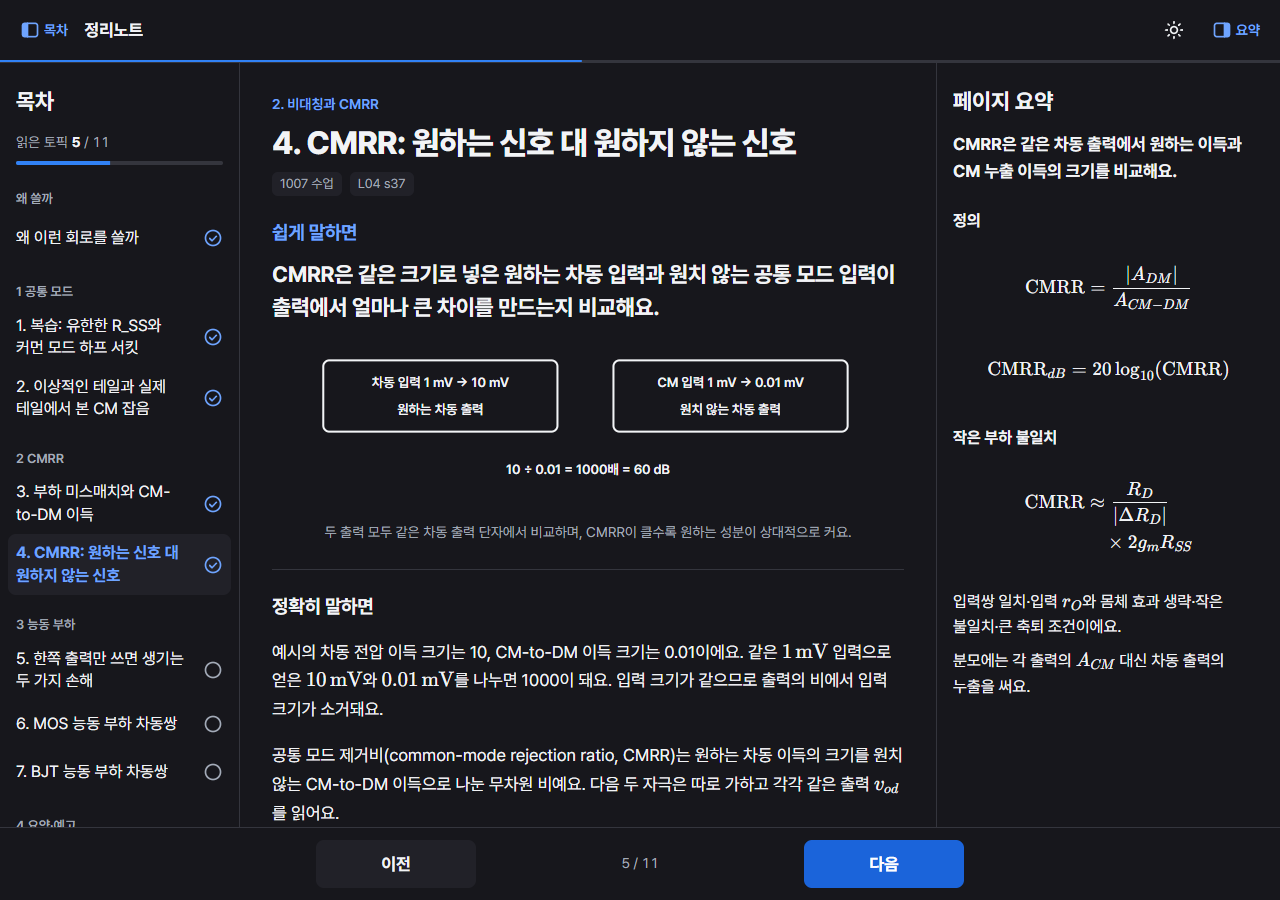 목차
정리노트
요약
목차
읽은 토픽 5 / 11
왜 쓸까
왜 이런 회로를 쓸까
1 공통 모드
1. 복습: 유한한 R_SS와
커먼 모드 하프 서킷
2. 이상적인 테일과 실제
테일에서 본 CM 잡음
2 CMRR
3. 부하 미스매치와 CM-
to-DM 이득
4. CMRR: 원하는 신호 대
원하지 않는 신호
3 능동 부하
5. 한쪽 출력만 쓰면 생기는
두 가지 손해
6. MOS 능동 부하 차동쌍
7. BJT 능동 부하 차동쌍
4 요약·예고
2. 비대칭과 CMRR
4. CMRR: 원하는 신호 대 원하지 않는 신호
1007 수업
L04 s37
쉽게 말하면
CMRR은 같은 크기로 넣은 원하는 차동 입력과 원치 않는 공통 모드 입력이
출력에서 얼마나 큰 차이를 만드는지 비교해요.
차동 입력 1 mV → 10 mV
원하는 차동 출력
CM 입력 1 mV → 0.01 mV
원치 않는 차동 출력
10 ÷ 0.01 = 1000배 = 60 dB
두 출력 모두 같은 차동 출력 단자에서 비교하며, CMRR이 클수록 원하는 성분이 상대적으로 커요.
정확히 말하면
예시의 차동 전압 이득 크기는 10, CM-to-DM 이득 크기는 0.01이에요. 같은 1 mV 입력으로
얻은 10 mV와 0.01 mV를 나누면 1000이 돼요. 입력 크기가 같으므로 출력의 비에서 입력
크기가 소거돼요.
공통 모드 제거비(common-mode rejection ratio, CMRR)는 원하는 차동 이득의 크기를 원치
않는 CM-to-DM 이득으로 나눈 무차원 비예요. 다음 두 자극은 따로 가하고 각각 같은 출력 v_od
를 읽어요.
페이지 요약
CMRR은 같은 차동 출력에서 원하는 이득과
CM 누출 이득의 크기를 비교해요.
정의
CMRR = |A_DM| / A_CM−DM
CMRR_dB = 20 log_10(CMRR)
작은 부하 불일치
CMRR ≈ R_D / |ΔR_D|
× 2g_m R_SS
입력쌍 일치·입력 r_O와 몸체 효과 생략·작은
불일치·큰 축퇴 조건이에요.
분모에는 각 출력의 A_CM 대신 차동 출력의
누출을 써요.
이전
5 / 11
다음